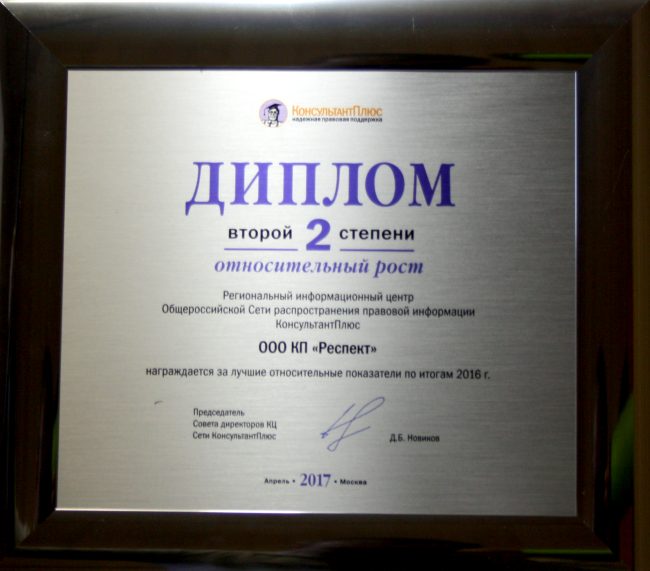 КонсультантПлюс
надежная правовая поддержка
ДИПЛОМ
второй 2 степени
относительный рост
Региональный информационный центр
Общероссийской Сети распространения правовой информации
КонсультантПлюс
ООО КП «Респект»
награждается за лучшие относительные показатели по итогам 2016 г.
Председатель
Совета директоров КЦ
Сети КонсультантПлюс
Д.Б. Новиков
Апрель • 2017 • Москва